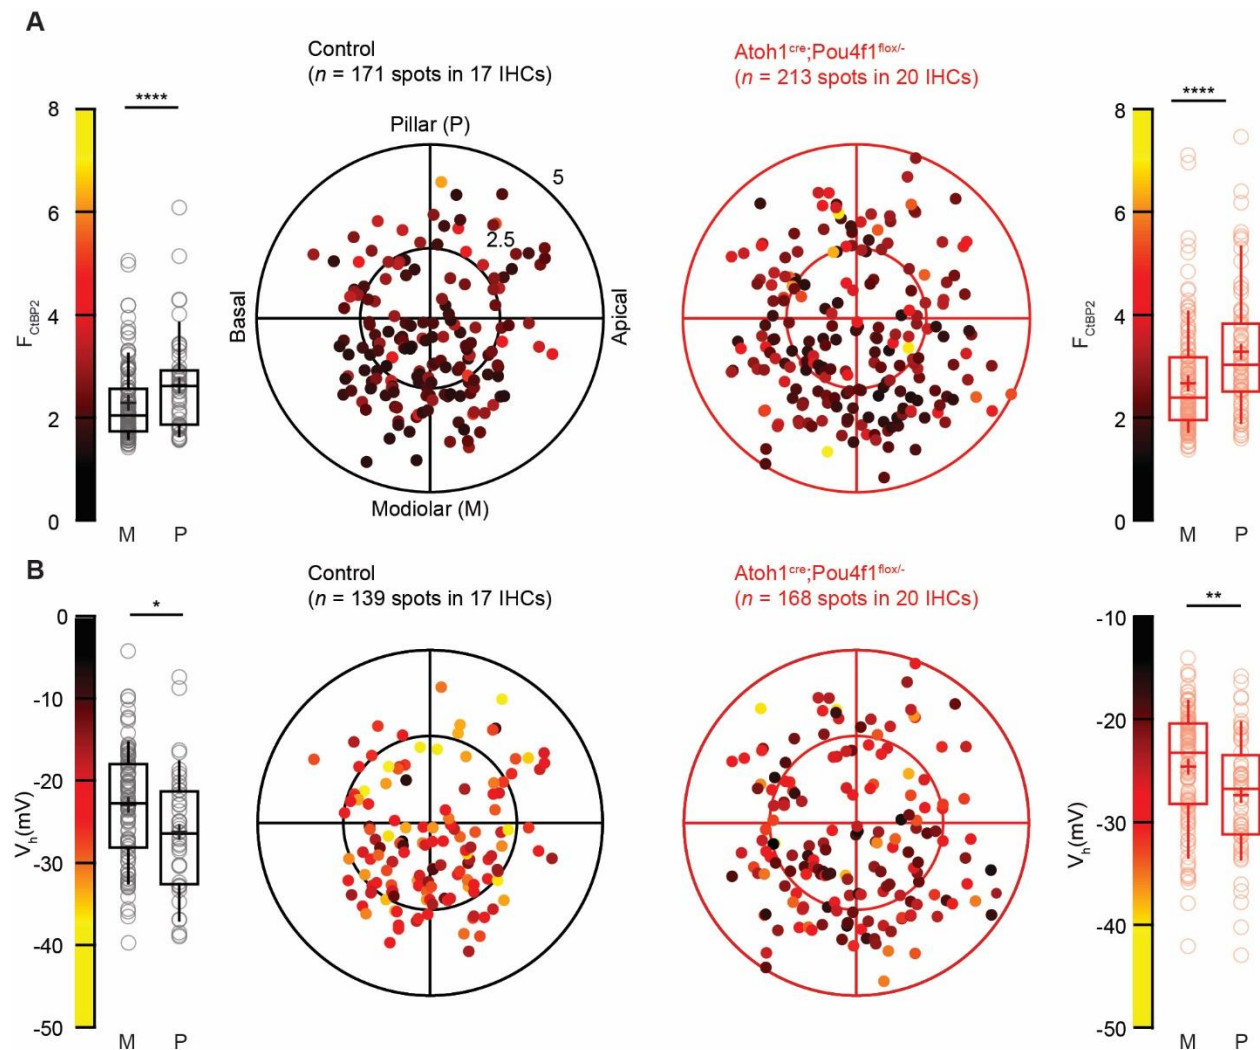 A
Control
(n = 171 spots in 17 IHCs)
Atoh1cre;Pou4f1flox/-
(n = 213 spots in 20 IHCs)
8
6
4
2
0
FCtBP2
****
M
P
Pillar (P)
5
2.5
Basal
Apical
Modiolar (M)
8
6
4
2
0
FCtBP2
****
M
P
B
Control
(n = 139 spots in 17 IHCs)
Atoh1cre;Pou4f1flox/-
(n = 168 spots in 20 IHCs)
0
-10
-20
-30
-40
-50
Vh(mV)
*
M
P
-10
-20
-30
-40
-50
Vh(mV)
**
M
P